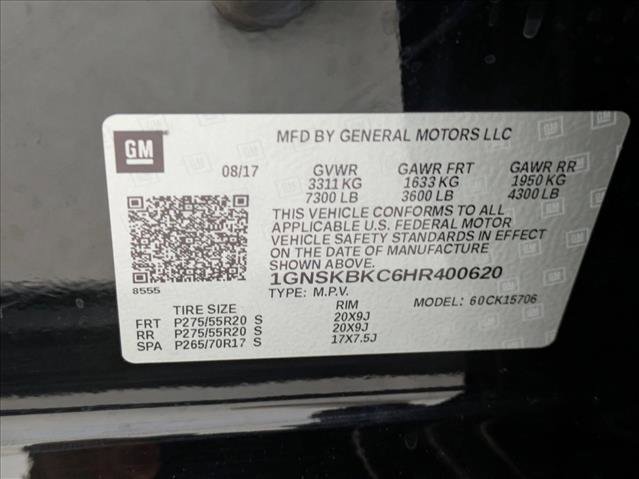 GM
MFD BY GENERAL MOTORS LLC
08/17 GVWR GAWR FRT GAWR RR
3311 KG 1633 KG 1950 KG
7300 LB 3600 LB 4300 LB
THIS VEHICLE CONFORMS TO ALL
APPLICABLE U.S. FEDERAL MOTOR
VEHICLE SAFETY STANDARDS IN EFFECT
ON THE DATE OF MANUFACTURE
SHOWN ABOVE.
8555 1GNSKBKC6HR400620
TYPE: M.P.V. MODEL: 60CK15706
TIRE SIZE RIM
FRT P275/55R20 S 20X9J
RR P275/55R20 S 20X9J
SPA P265/70R17 S 17X7.5J